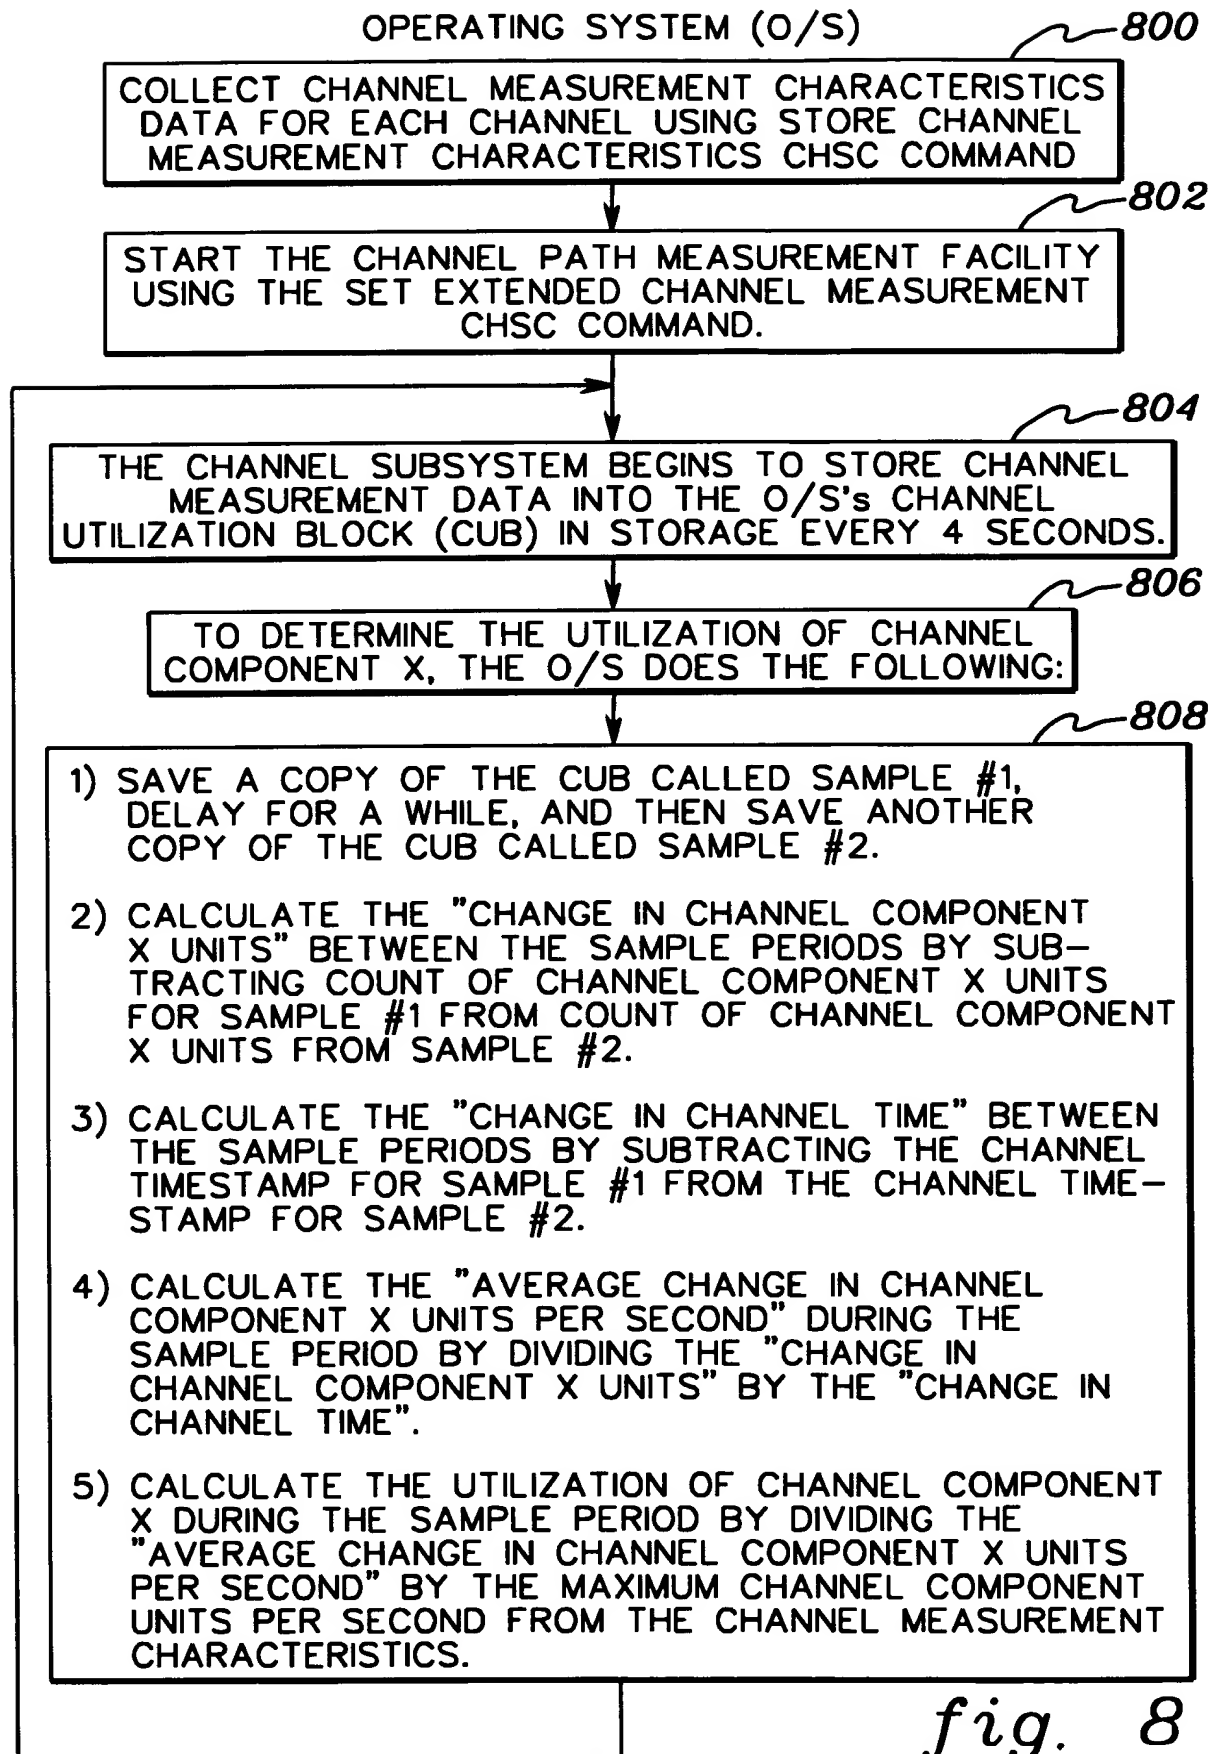 OPERATING SYSTEM (O/S)
800
COLLECT CHANNEL MEASUREMENT CHARACTERISTICS
DATA FOR EACH CHANNEL USING STORE CHANNEL
MEASUREMENT CHARACTERISTICS CHSC COMMAND
802
START THE CHANNEL PATH MEASUREMENT FACILITY
USING THE SET EXTENDED CHANNEL MEASUREMENT
CHSC COMMAND.
804
THE CHANNEL SUBSYSTEM BEGINS TO STORE CHANNEL
MEASUREMENT DATA INTO THE O/S's CHANNEL
UTILIZATION BLOCK (CUB) IN STORAGE EVERY 4 SECONDS.
806
TO DETERMINE THE UTILIZATION OF CHANNEL
COMPONENT X, THE O/S DOES THE FOLLOWING:
808
1) SAVE A COPY OF THE CUB CALLED SAMPLE #1,
DELAY FOR A WHILE, AND THEN SAVE ANOTHER
COPY OF THE CUB CALLED SAMPLE #2.
2) CALCULATE THE "CHANGE IN CHANNEL COMPONENT
X UNITS" BETWEEN THE SAMPLE PERIODS BY SUB-
TRACTING COUNT OF CHANNEL COMPONENT X UNITS
FOR SAMPLE #1 FROM COUNT OF CHANNEL COMPONENT
X UNITS FROM SAMPLE #2.
3) CALCULATE THE "CHANGE IN CHANNEL TIME" BETWEEN
THE SAMPLE PERIODS BY SUBTRACTING THE CHANNEL
TIMESTAMP FOR SAMPLE #1 FROM THE CHANNEL TIME-
STAMP FOR SAMPLE #2.
4) CALCULATE THE "AVERAGE CHANGE IN CHANNEL
COMPONENT X UNITS PER SECOND" DURING THE
SAMPLE PERIOD BY DIVIDING THE "CHANGE IN
CHANNEL COMPONENT X UNITS" BY THE "CHANGE IN
CHANNEL TIME".
5) CALCULATE THE UTILIZATION OF CHANNEL COMPONENT
X DURING THE SAMPLE PERIOD BY DIVIDING THE
"AVERAGE CHANGE IN CHANNEL COMPONENT X UNITS
PER SECOND" BY THE MAXIMUM CHANNEL COMPONENT
UNITS PER SECOND FROM THE CHANNEL MEASUREMENT
CHARACTERISTICS.
fig. 8